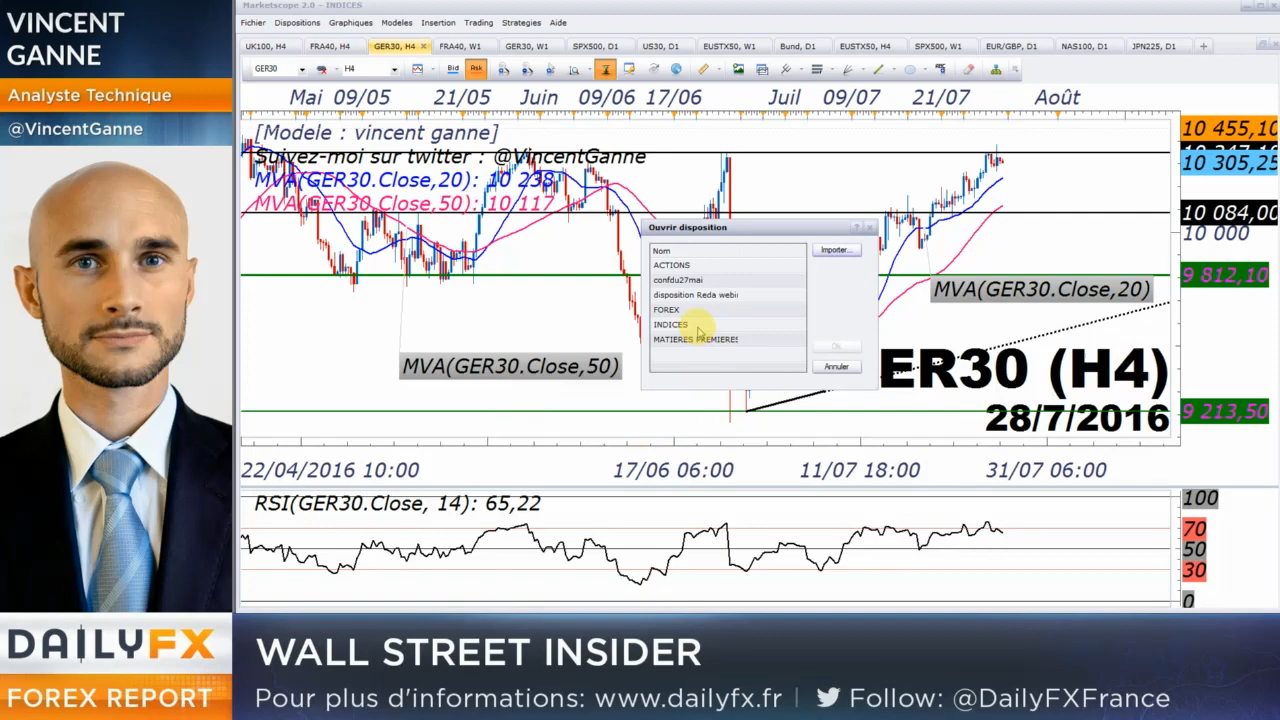 VINCENT
GANNE
Analyste Technique
@VincentGanne
DAILYFX
FOREX REPORT
Marketscope 2.0 - INDICES
Fichier Dispositions Graphiques Modeles Insertion Trading Strategies Aide
UK100, H4 FRA40, H4 GER30, H4 FRA40, W1 GER30, W1 SPX500, D1 US30, D1 EUSTX50, W1 Bund, D1 EUSTX50, H4 SPX500, W1 EUR/GBP, D1 NAS100, D1 JPN225, D1
GER30 H4 Bid Ask
Mai 09/05 21/05 Juin 09/06 17/06 Juil 09/07 21/07 Août
[Modele : vincent ganne]
Suivez-moi sur twitter : @VincentGanne
MVA(GER30.Close,20): 10 238
MVA(GER30.Close,50): 10 117
10 455,10
10 305,25
10 084,00
10 000
9 812,10
9 213,50
Ouvrir disposition
Nom
ACTIONS
confdu27mai
disposition Reda webi
FOREX
INDICES
MATIERES PREMIERES
Importer...
Ok
Annuler
MVA(GER30.Close,20)
MVA(GER30.Close,50)
ER30 (H4)
28/7/2016
22/04/2016 10:00 17/06 06:00 11/07 18:00 31/07 06:00
RSI(GER30.Close, 14): 65,22
100
70
50
30
0
WALL STREET INSIDER
Pour plus d'informations: www.dailyfx.fr | Follow: @DailyFXFrance